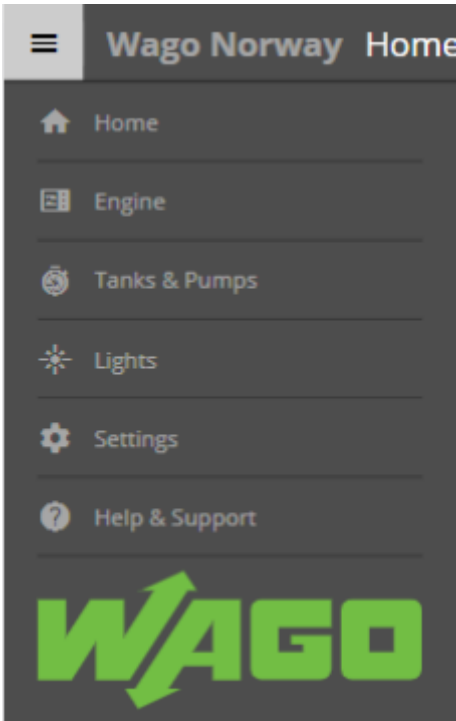 Wago Norway Home
Home
Engine
Tanks & Pumps
Lights
Settings
Help & Support
WAGO